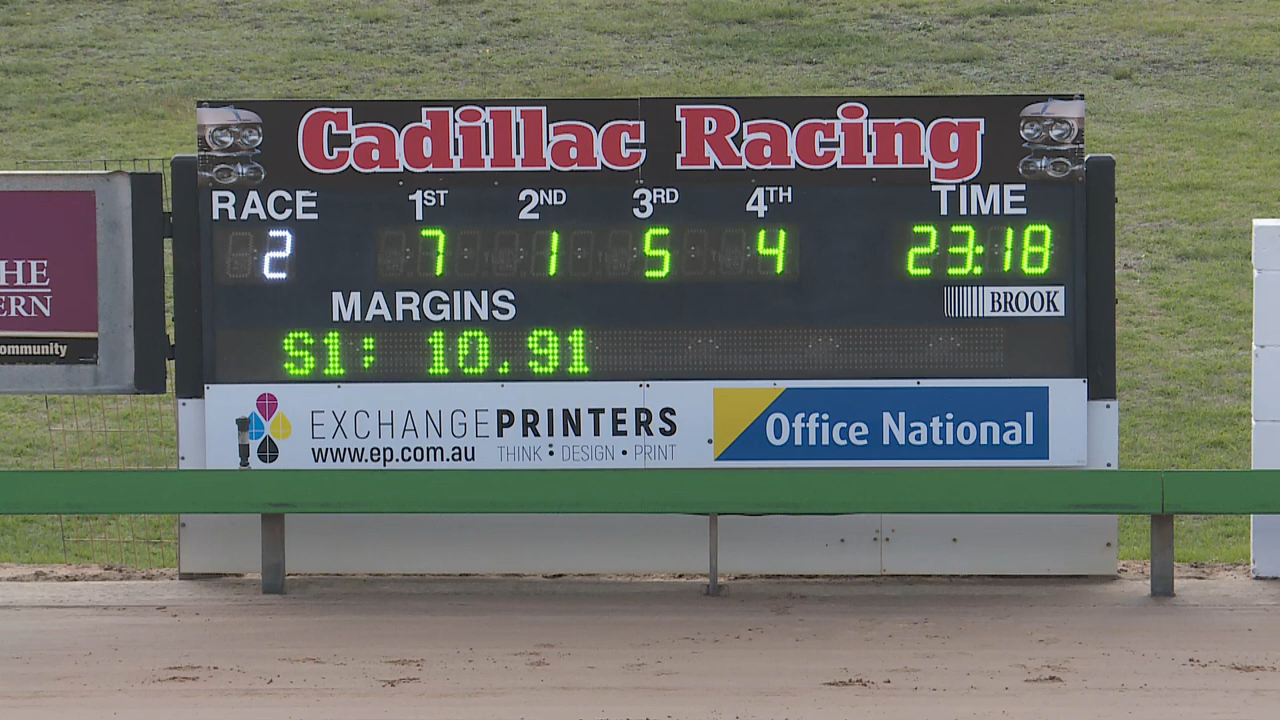 Cadillac Racing
RACE 1ST 2ND 3RD 4TH TIME
2 7 1 5 4 23:18
MARGINS
BROOK
S1: 10.91
EXCHANGEPRINTERS
www.ep.com.au THINK : DESIGN • PRINT
Office National
HE
ERN
ommunity